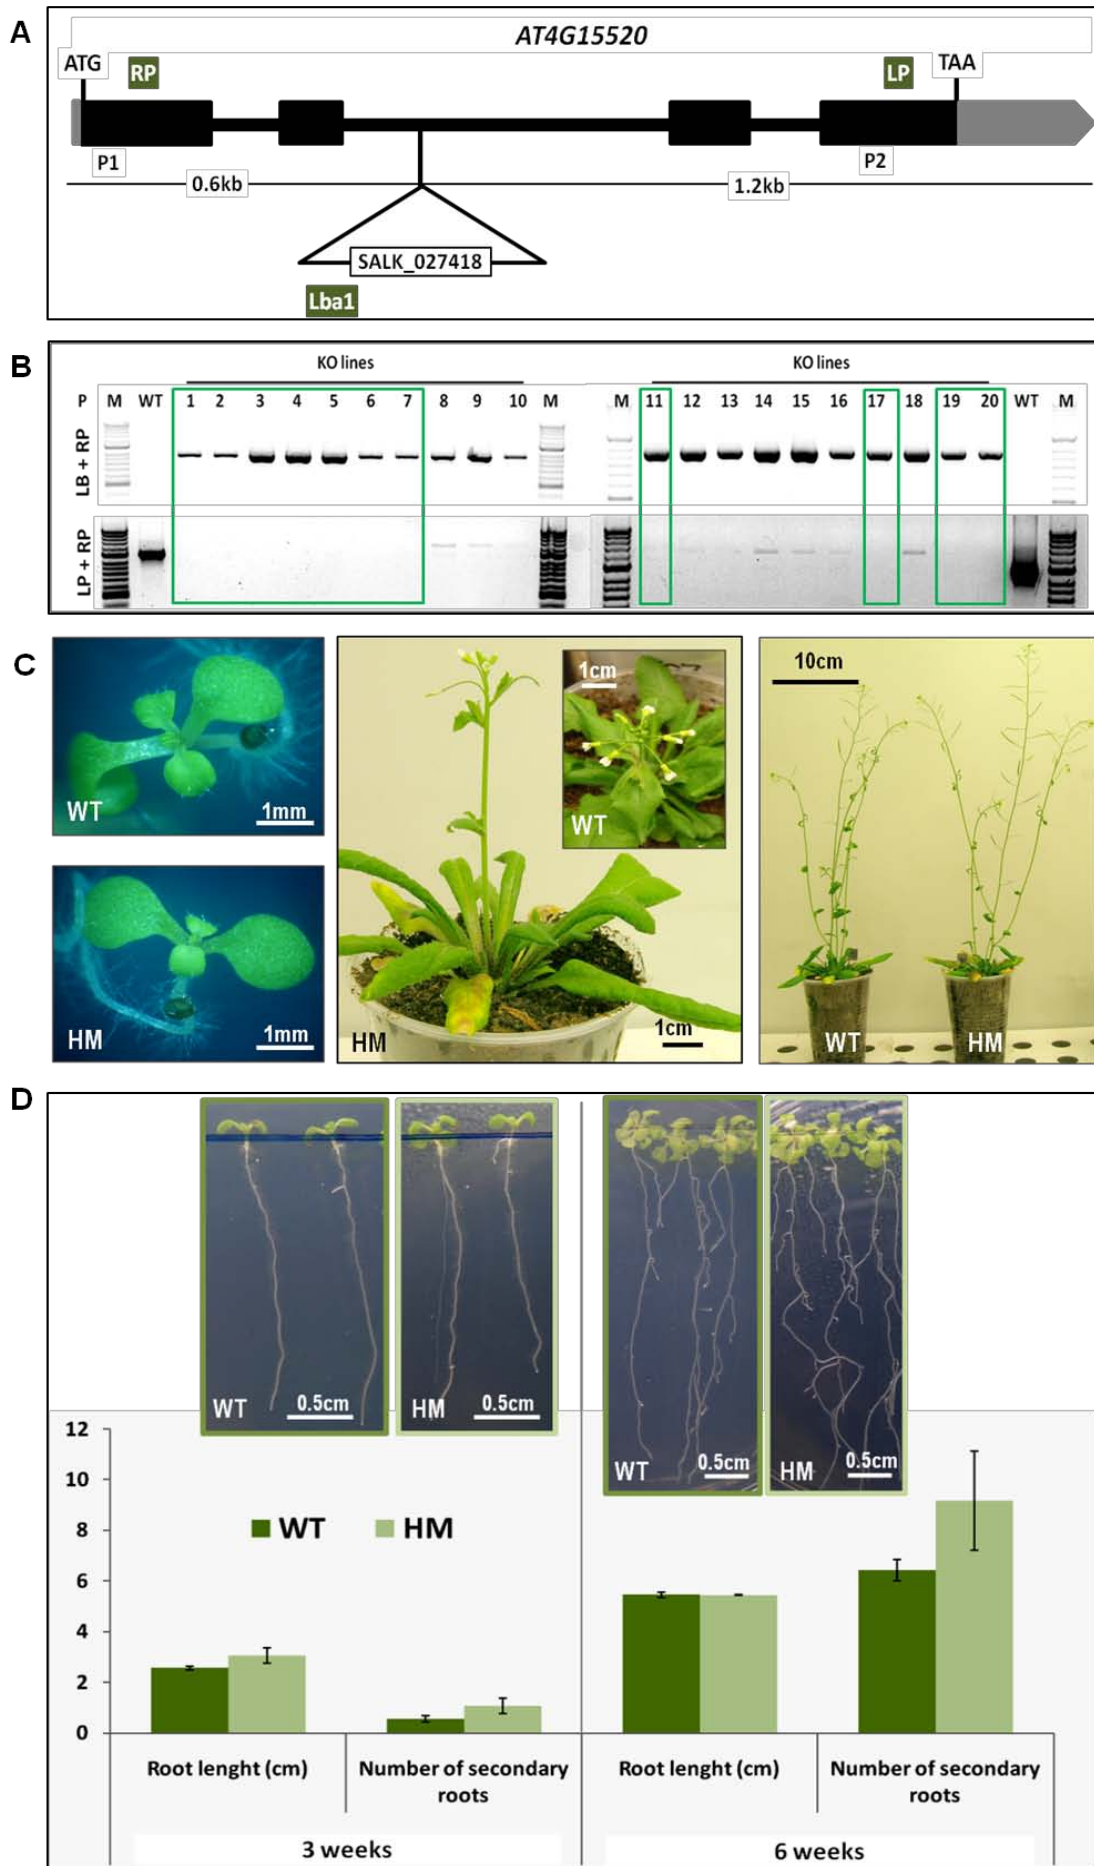 A
AT4G15520
ATG
RP
LP
TAA
P1
P2
0.6kb
1.2kb
SALK_027418
Lba1
B
KO lines
KO lines
P M WT 1 2 3 4 5 6 7 8 9 10 M M 11 12 13 14 15 16 17 18 19 20 WT M
LB + RP
LP + RP
C
WT
1mm
HM
1mm
1cm
WT
HM
1cm
10cm
WT
HM
D
WT
0.5cm
HM
0.5cm
WT
0.5cm
HM
0.5cm
12
10
8
6
4
2
0
WT
HM
Root lenght (cm)
Number of secondary
roots
Root lenght (cm)
Number of secondary
roots
3 weeks
6 weeks